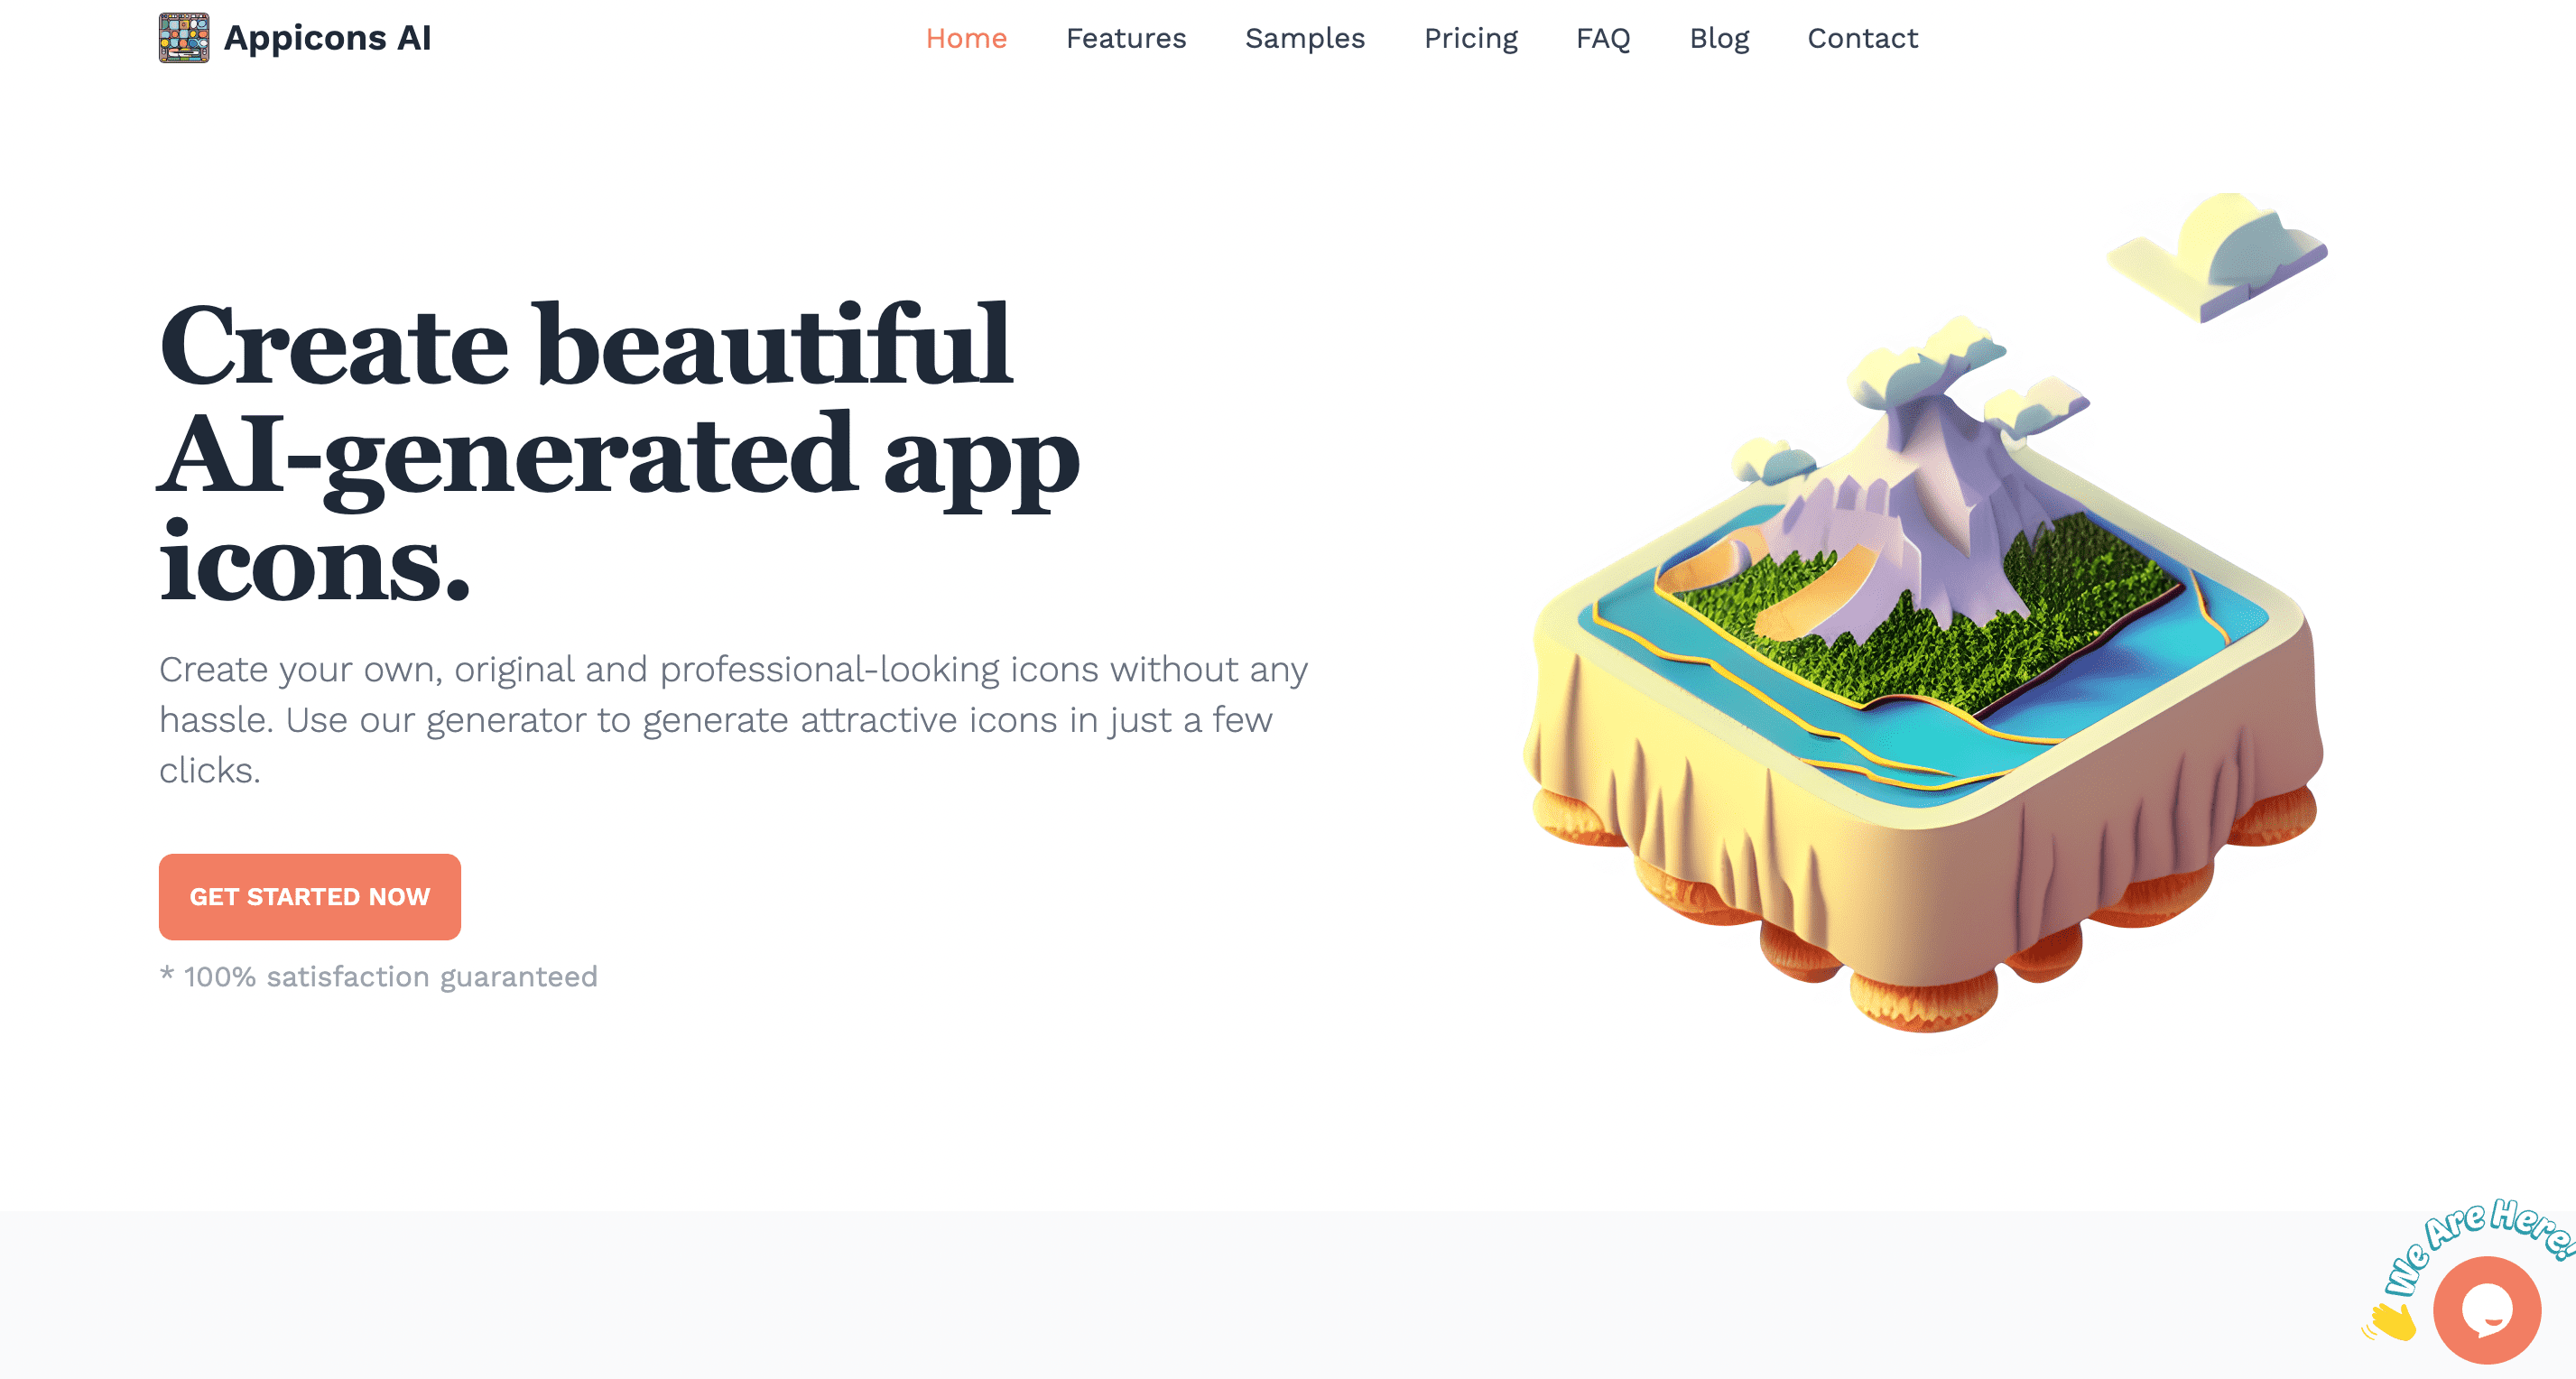 Appicons AI
Home
Features
Samples
Pricing
FAQ
Blog
Contact
Create beautiful
AI-generated app
icons.
Create your own, original and professional-looking icons without any
hassle. Use our generator to generate attractive icons in just a few
clicks.
GET STARTED NOW
* 100% satisfaction guaranteed
We Are Here!